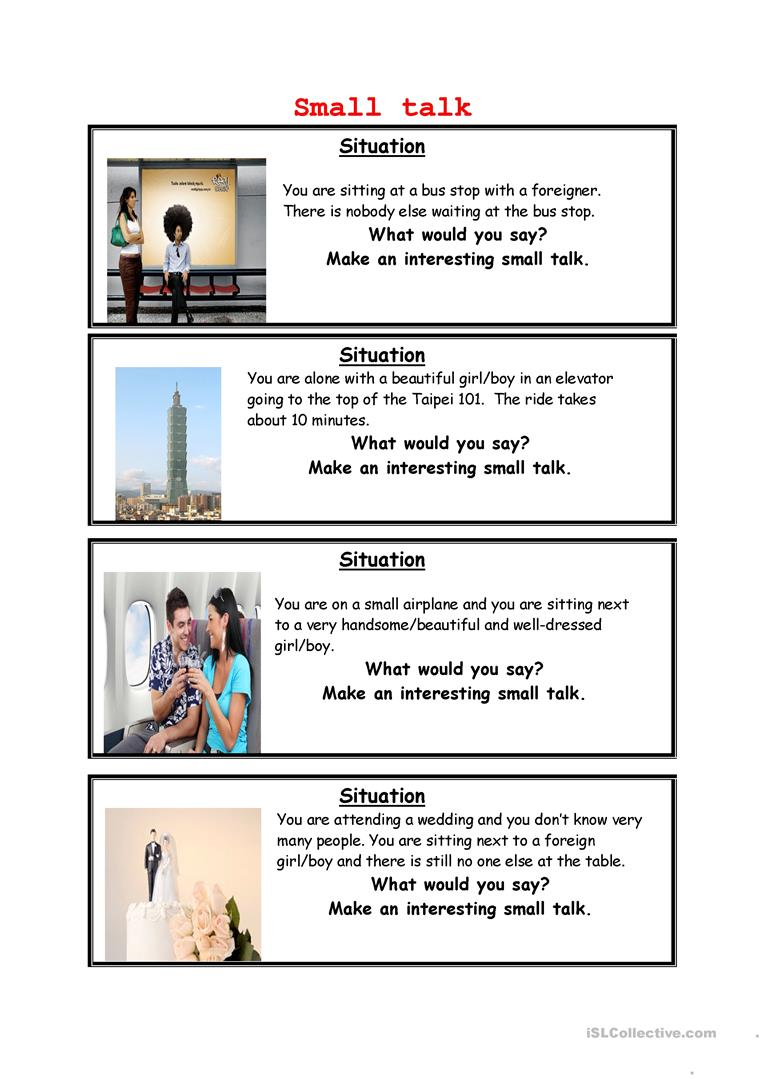 Small talk
Situation
You are sitting at a bus stop with a foreigner.
There is nobody else waiting at the bus stop.
What would you say?
Make an interesting small talk.
Situation
You are alone with a beautiful girl/boy in an elevator
going to the top of the Taipei 101.  The ride takes
about 10 minutes.
What would you say?
Make an interesting small talk.
Situation
You are on a small airplane and you are sitting next
to a very handsome/beautiful and well-dressed
girl/boy.
What would you say?
Make an interesting small talk.
Situation
You are attending a wedding and you don't know very
many people. You are sitting next to a foreign
girl/boy and there is still no one else at the table.
What would you say?
Make an interesting small talk.
iSLCollective.com